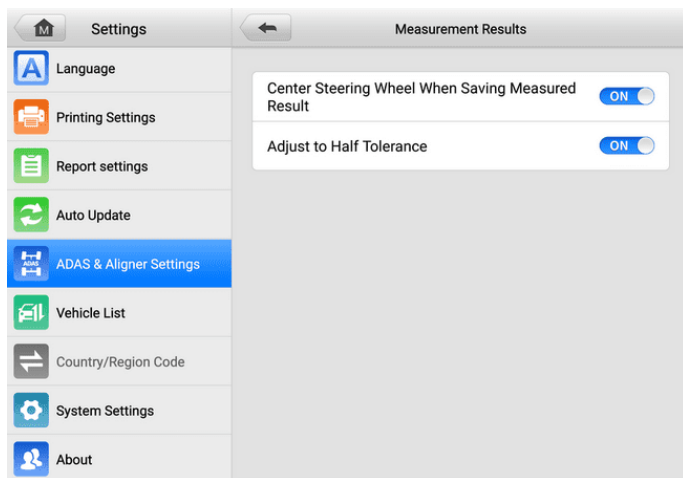 M
Settings
Measurement Results
A
Language
Printing Settings
Report settings
Auto Update
ADAS
ADAS & Aligner Settings
Vehicle List
Country/Region Code
System Settings
About
Center Steering Wheel When Saving Measured
Result
ON
Adjust to Half Tolerance
ON